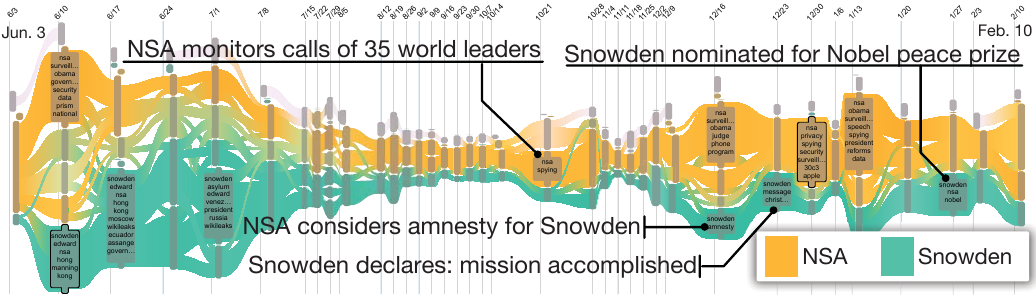 6/3 6/10 6/17 6/24 7/1 7/8 7/15 7/22 7/29 8/5 8/12 8/19 8/26 9/2 9/9 9/16 9/23 9/30 10/7 10/14 10/21 10/28 11/4 11/11 11/18 11/25 12/2 12/9 12/16 12/23 12/30 1/6 1/13 1/20 1/27 2/3 2/10
Jun. 3
Feb. 10
NSA monitors calls of 35 world leaders
Snowden nominated for Nobel peace prize
nsa
surveill...
obama
govern...
security
data
prism
national
snowden
edward
nsa
hong
manning
kong
snowden
edward
nsa
hong
kong
moscow
wikileaks
ecuador
assange
govern...
snowden
asylum
edward
venez...
president
russia
wikileaks
nsa
spying
nsa
surveill...
obama
judge
phone
program
snowden
amnesty
snowden
message
christ...
nsa
privacy
spying
security
surveill...
30c3
apple
nsa
obama
surveill...
speech
spying
president
reforms
data
snowden
nsa
nobel
NSA considers amnesty for Snowden
Snowden declares: mission accomplished
NSA
Snowden